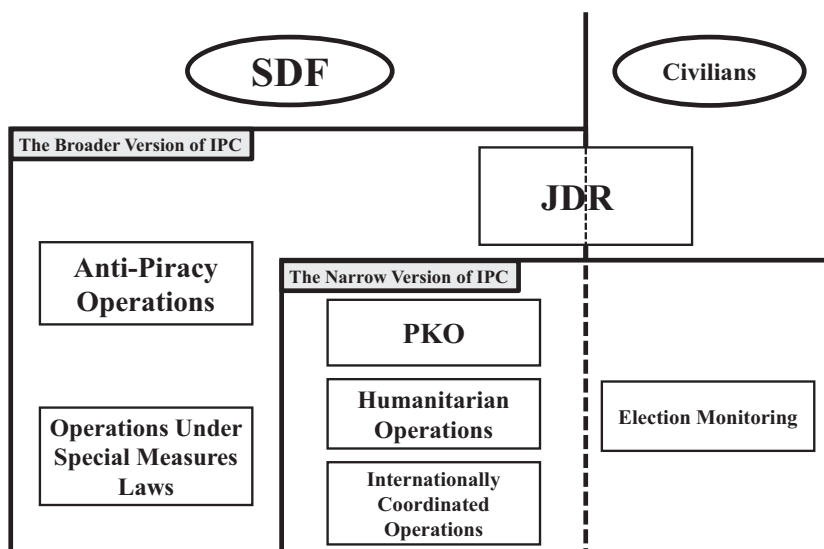 SDF
Civilians
The Broader Version of IPC
JDR
Anti-Piracy
Operations
The Narrow Version of IPC
PKO
Humanitarian
Operations
Election Monitoring
Operations Under
Special Measures
Laws
Internationally
Coordinated
Operations